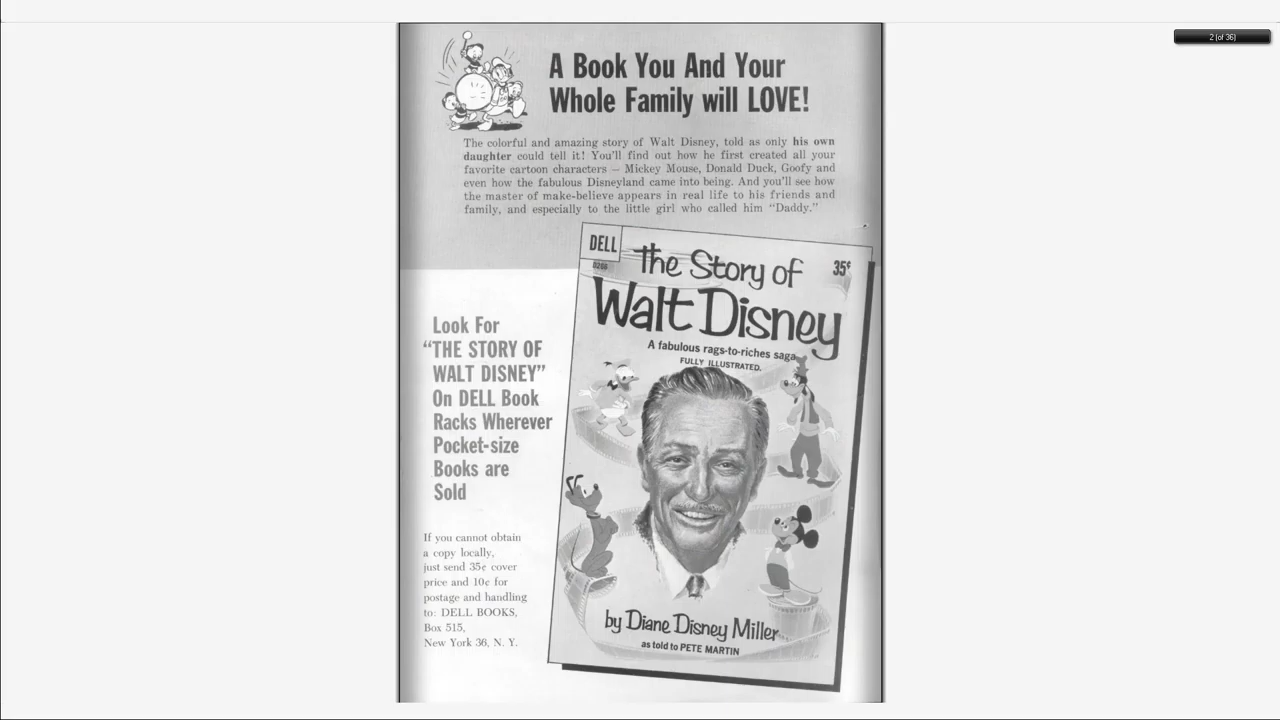 2 (of 36)
A Book You And Your
Whole Family will LOVE!
The colorful and amazing story of Walt Disney, told as only his own
daughter could tell it! You'll find out how he first created all your
favorite cartoon characters — Mickey Mouse, Donald Duck, Goofy and
even how the fabulous Disneyland came into being. And you'll see how
the master of make-believe appears in real life to his friends and
family, and especially to the little girl who called him "Daddy."
DELL
D266
35¢
the Story of
Walt Disney
A fabulous rags-to-riches saga
FULLY ILLUSTRATED.
by Diane Disney Miller
as told to PETE MARTIN
Look For
"THE STORY OF
WALT DISNEY"
On DELL Book
Racks Wherever
Pocket-size
Books are
Sold
If you cannot obtain
a copy locally,
just send 35¢ cover
price and 10¢ for
postage and handling
to: DELL BOOKS,
Box 515,
New York 36, N. Y.